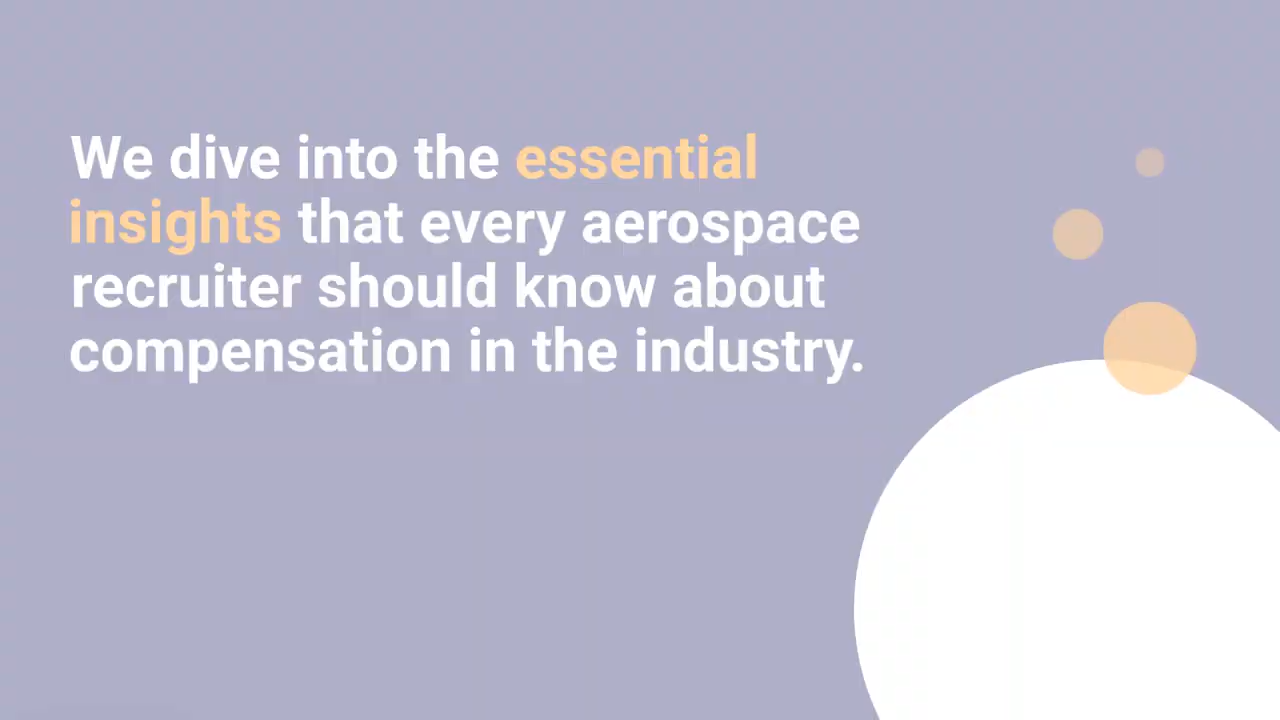 We dive into the essential
insights that every aerospace
recruiter should know about
compensation in the industry.